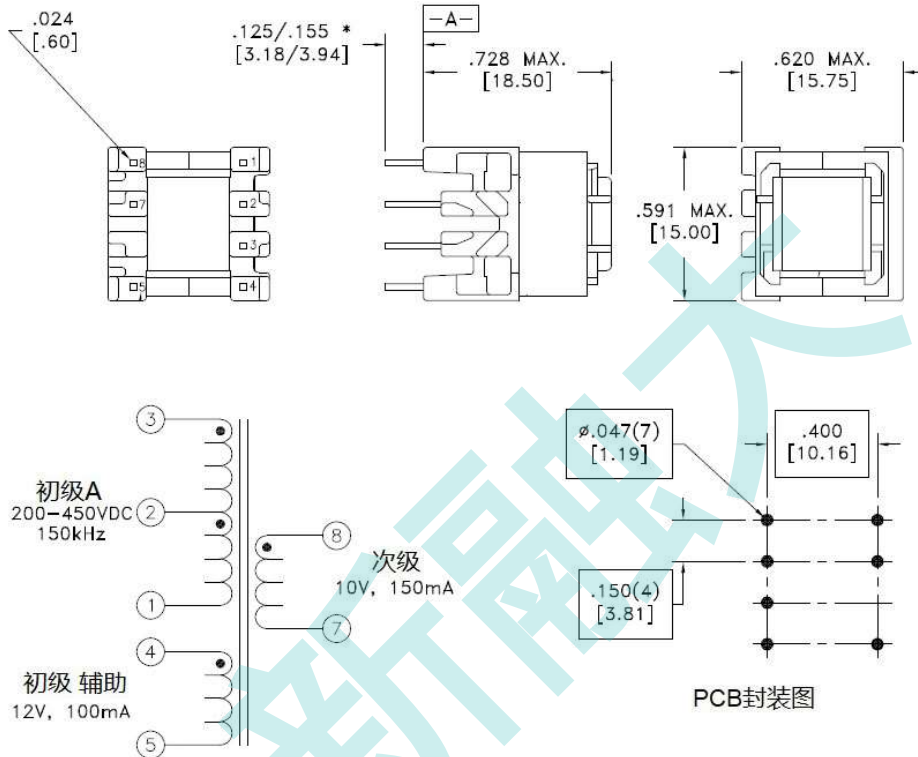 .024
[.60]
.125/.155 *
[3.18/3.94]
-A-
.728 MAX.
[18.50]
.620 MAX.
[15.75]
8
1
7
2
3
5
4
.591 MAX.
[15.00]
3
初级A
200-450VDC
150kHz
2
1
8
次级
10V, 150mA
7
4
初级 辅助
12V, 100mA
5
ø.047(7)
[1.19]
.400
[10.16]
.150(4)
[3.81]
PCB封装图
新融大